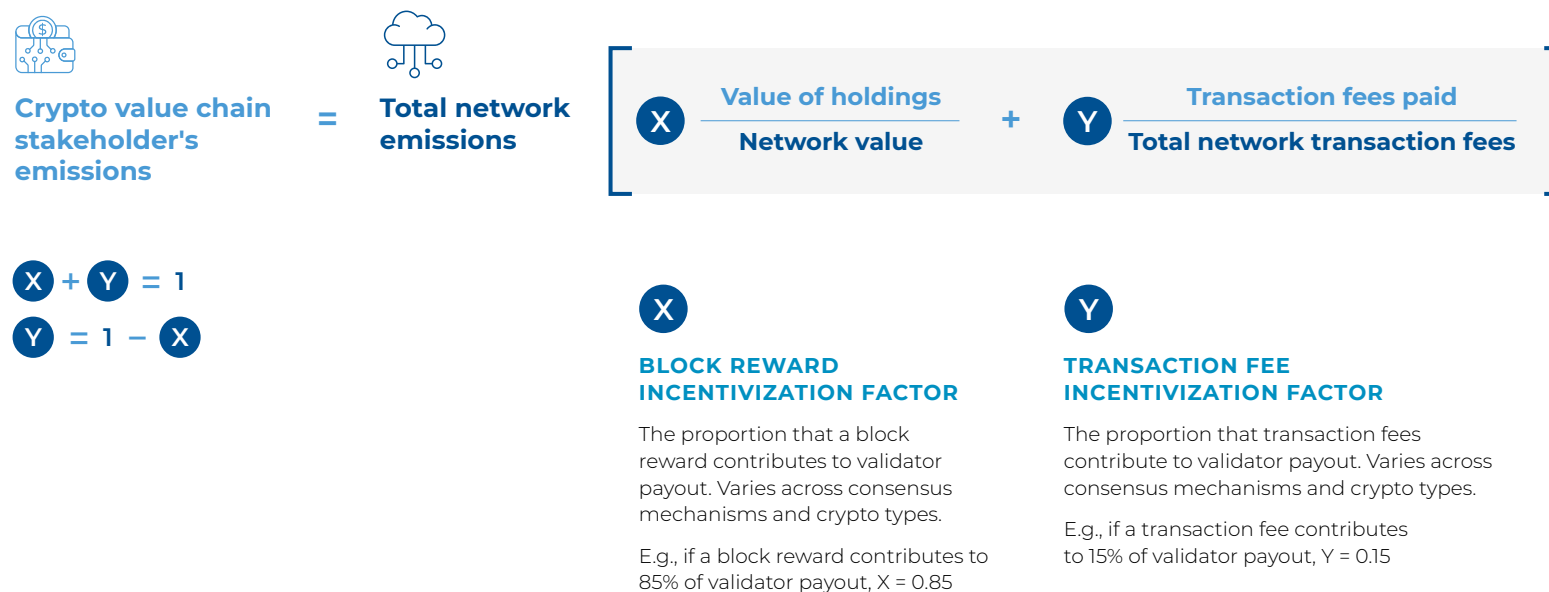 Crypto value chain
stakeholder's
emissions
=
Total network
emissions
X
Value of holdings
Network value
+
Y
Transaction fees paid
Total network transaction fees
X + Y = 1
Y = 1 – X
X
BLOCK REWARD
INCENTIVIZATION FACTOR
The proportion that a block
reward contributes to validator
payout. Varies across consensus
mechanisms and crypto types.
E.g., if a block reward contributes to
85% of validator payout, X = 0.85
Y
TRANSACTION FEE
INCENTIVIZATION FACTOR
The proportion that transaction fees
contribute to validator payout. Varies across
consensus mechanisms and crypto types.
E.g., if a transaction fee contributes
to 15% of validator payout, Y = 0.15